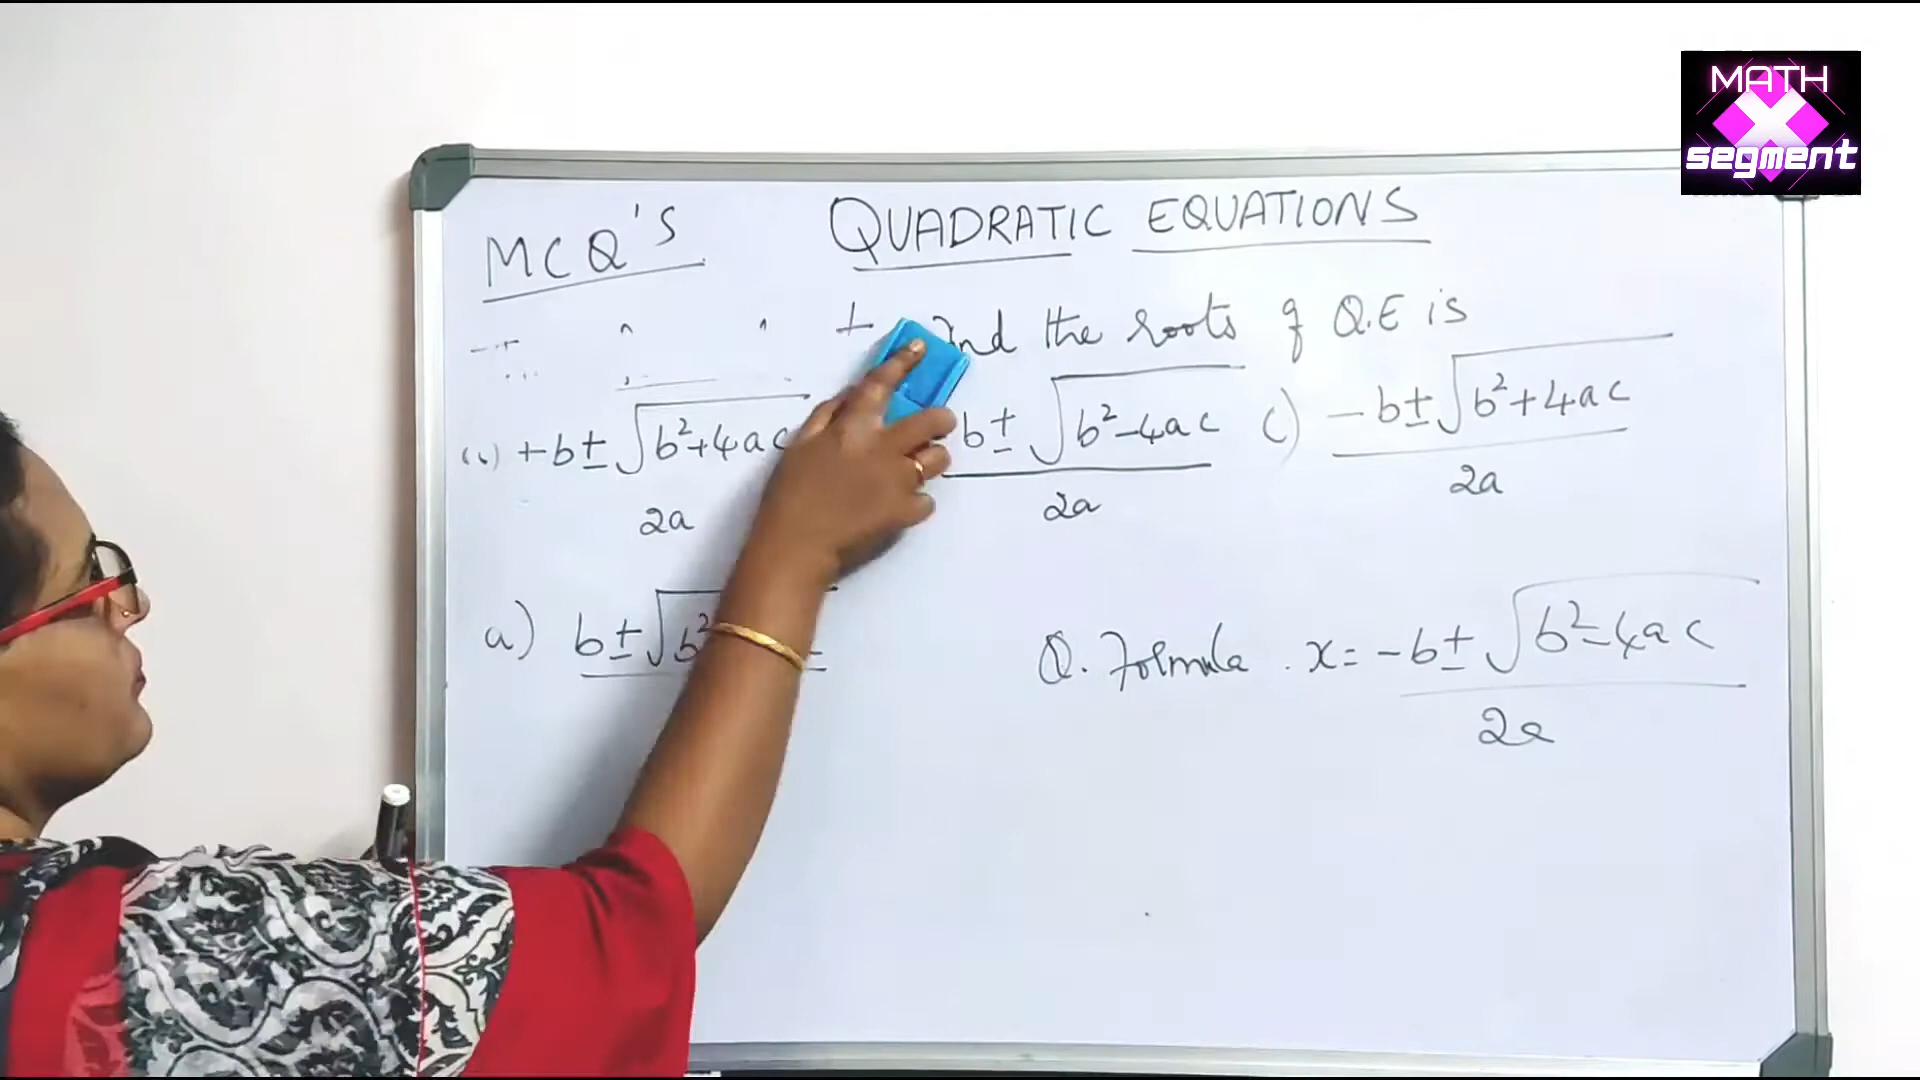 MATH
segment
MCQ'S QUADRATIC EQUATIONS
the roots of Q.E is
+b±√b²+4ac b±√b²-4ac c) -b±√b²+4ac
2a 2a 2a
a) b±√b² Q. Formula . x= -b±√b²-4ac
2a